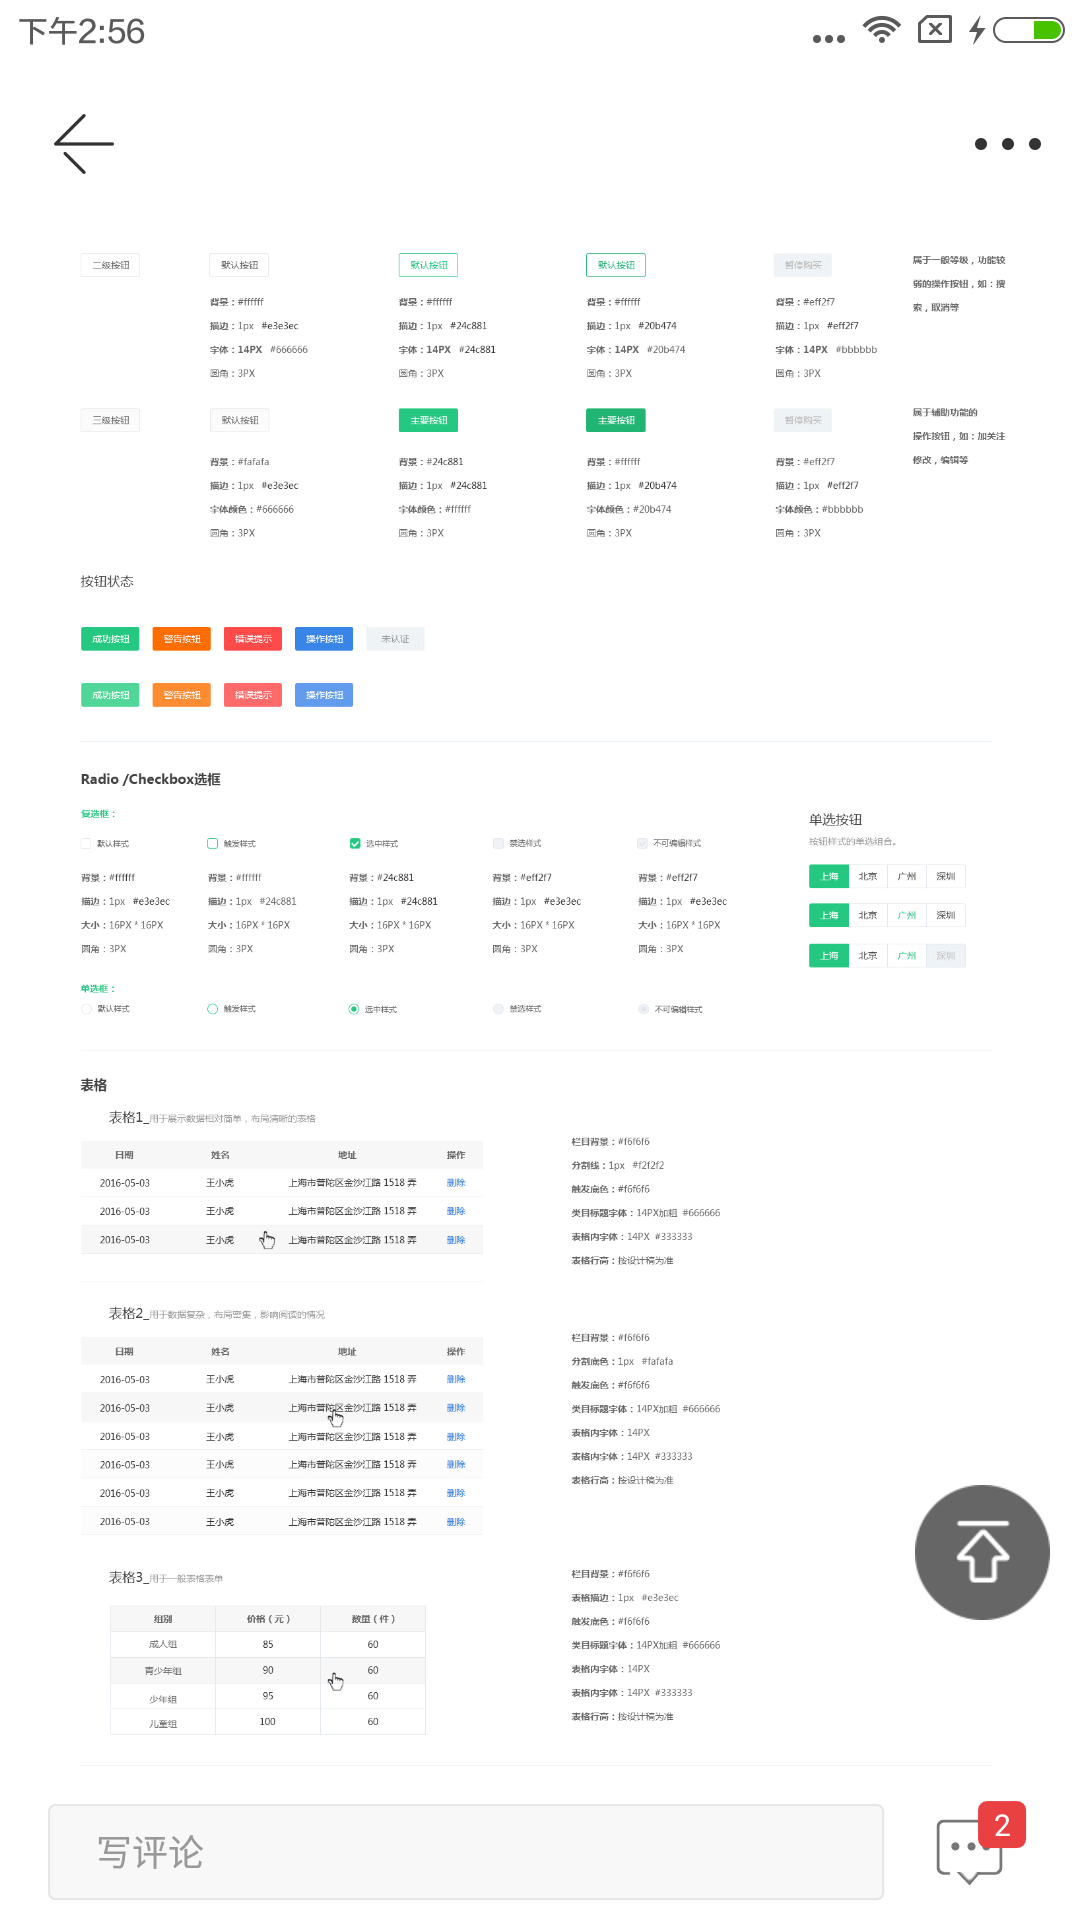 下午2:56
二级按钮 默认按钮 默认按钮 默认按钮 暂停购买 属于一般等级，功能较
弱的操作按钮，如：搜
背景：#ffffff 背景：#ffffff 背景：#ffffff 背景：#eff2f7 索，取消等
描边：1px #e3e3ec 描边：1px #24c881 描边：1px #20b474 描边：1px #eff2f7
字体：14PX #666666 字体：14PX #24c881 字体：14PX #20b474 字体：14PX #bbbbbb
圆角：3PX 圆角：3PX 圆角：3PX 圆角：3PX
三级按钮 默认按钮 主要按钮 主要按钮 暂停购买 属于辅助功能的
操作按钮，如：加关注
背景：#fafafa 背景：#24c881 背景：#ffffff 背景：#eff2f7 修改，编辑等
描边：1px #e3e3ec 描边：1px #24c881 描边：1px #20b474 描边：1px #eff2f7
字体颜色：#666666 字体颜色：#ffffff 字体颜色：#20b474 字体颜色：#bbbbbb
圆角：3PX 圆角：3PX 圆角：3PX 圆角：3PX
按钮状态
成功按钮 警告按钮 错误提示 操作按钮 未认证
成功按钮 警告按钮 错误提示 操作按钮
Radio /Checkbox选框
复选框：
默认样式 触发样式 选中样式 禁选样式 不可编辑样式
背景：#ffffff 背景：#ffffff 背景：#24c881 背景：#eff2f7 背景：#eff2f7
描边：1px #e3e3ec 描边：1px #24c881 描边：1px #24c881 描边：1px #e3e3ec 描边：1px #e3e3ec
大小：16PX * 16PX 大小：16PX * 16PX 大小：16PX * 16PX 大小：16PX * 16PX 大小：16PX * 16PX
圆角：3PX 圆角：3PX 圆角：3PX 圆角：3PX 圆角：3PX
单选框：
默认样式 触发样式 选中样式 禁选样式 不可编辑样式
单选按钮
按钮样式的单选组合。
上海 北京 广州 深圳
上海 北京 广州 深圳
上海 北京 广州 深圳
表格
表格1_用于展示数据相对简单，布局清晰的表格
日期 姓名 地址 操作
2016-05-03 王小虎 上海市普陀区金沙江路 1518 弄 删除
2016-05-03 王小虎 上海市普陀区金沙江路 1518 弄 删除
2016-05-03 王小虎 上海市普陀区金沙江路 1518 弄 删除
栏目背景：#f6f6f6
分割线：1px #f2f2f2
触发底色：#f6f6f6
类目标题字体：14PX加粗 #666666
表格内字体：14PX #333333
表格行高：按设计稿为准
表格2_用于数据复杂，布局密集，影响阅读的情况
日期 姓名 地址 操作
2016-05-03 王小虎 上海市普陀区金沙江路 1518 弄 删除
2016-05-03 王小虎 上海市普陀区金沙江路 1518 弄 删除
2016-05-03 王小虎 上海市普陀区金沙江路 1518 弄 删除
2016-05-03 王小虎 上海市普陀区金沙江路 1518 弄 删除
2016-05-03 王小虎 上海市普陀区金沙江路 1518 弄 删除
2016-05-03 王小虎 上海市普陀区金沙江路 1518 弄 删除
栏目背景：#f6f6f6
分割底色：1px #fafafa
触发底色：#f6f6f6
类目标题字体：14PX加粗 #666666
表格内字体：14PX
表格内字体：14PX #333333
表格行高：按设计稿为准
表格3_用于一般表格表单
组别 价格（元） 数量（件）
成人组 85 60
青少年组 90 60
少年组 95 60
儿童组 100 60
栏目背景：#f6f6f6
表格描边：1px #e3e3ec
触发底色：#f6f6f6
类目标题字体：14PX加粗 #666666
表格内字体：14PX
表格内字体：14PX #333333
表格行高：按设计稿为准
写评论
2